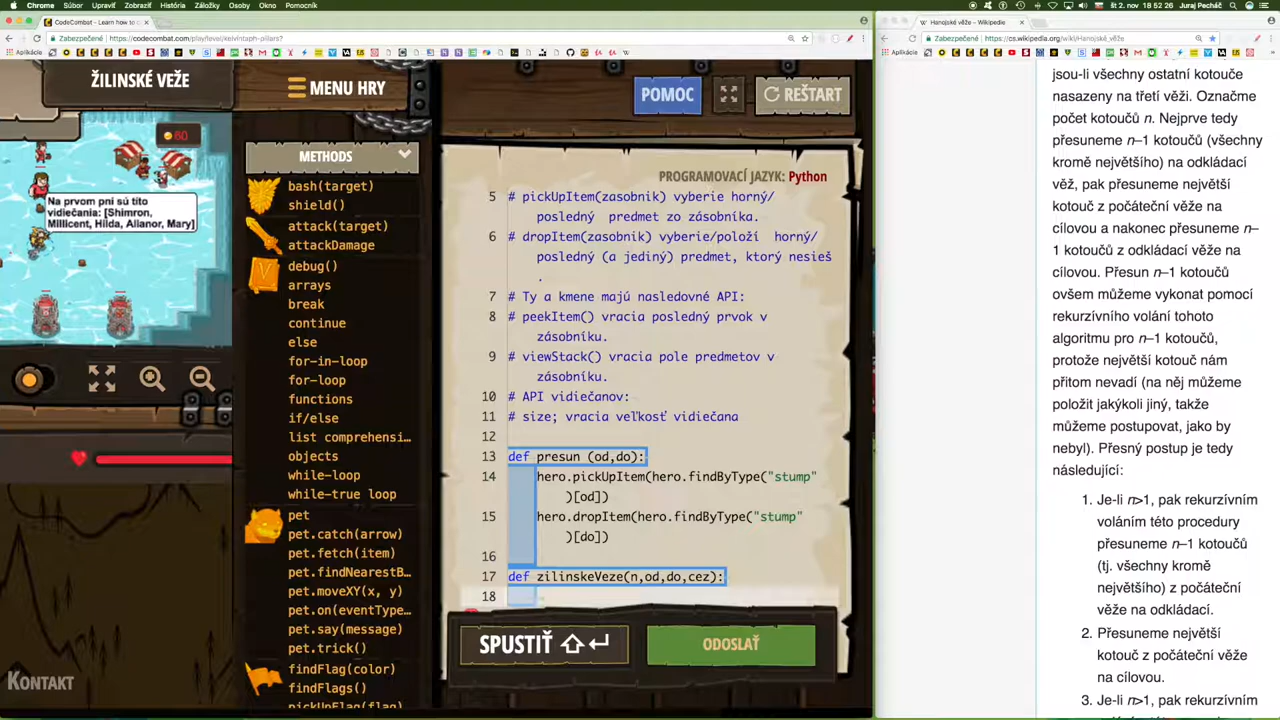 Chrome Súbor Upraviť Zobraziť História Záložky Osoby Okno Pomocník
št 2. nov 18 52 26 Juraj Pecháč
CodeCombat - Learn how to c
Zabezpečené https://codecombat.com/play/level/kelvintaph-pillars?
Aplikácie
ŽILINSKÉ VEŽE
MENU HRY
POMOC
REŠTART
60
Na prvom pni sú títo
vidiečania: [Shimron,
Millicent, Hilda, Allanor, Mary]
METHODS
bash(target)
shield()
attack(target)
attackDamage
debug()
arrays
break
continue
else
for-in-loop
for-loop
functions
if/else
list comprehensi...
objects
while-loop
while-true loop
pet
pet.catch(arrow)
pet.fetch(item)
pet.findNearestB...
pet.moveXY(x, y)
pet.on(eventType...
pet.say(message)
pet.trick()
findFlag(color)
findFlags()
pickUpFlag(flag)
KONTAKT
PROGRAMOVACÍ JAZYK: Python
5 # pickUpItem(zasobnik) vyberie horný/
posledný predmet zo zásobníka.
6 # dropItem(zasobnik) vyberie/položí horný/
posledný (a jediný) predmet, ktorý nesieš
.
7 # Ty a kmene majú nasledovné API:
8 # peekItem() vracia posledný prvok v
zásobníku.
9 # viewStack() vracia pole predmetov v
zásobníku.
10 # API vidiečanov:
11 # size; vracia veľkosť vidiečana
12
13 def presun (od,do):
14 hero.pickUpItem(hero.findByType("stump"
)[od])
15 hero.dropItem(hero.findByType("stump"
)[do])
16
17 def zilinskeVeze(n,od,do,cez):
18
SPUSTIŤ
ODOSLAŤ
Hanojské věže – Wikipedie
Zabezpečené https://cs.wikipedia.org/wiki/Hanojské_věže
Aplikácie
jsou-li všechny ostatní kotouče
nasazeny na třetí věži. Označme
počet kotoučů n. Nejprve tedy
přesuneme n–1 kotoučů (všechny
kromě největšího) na odkládací
věž, pak přesuneme největší
kotouč z počáteční věže na
cílovou a nakonec přesuneme n–
1 kotoučů z odkládací věže na
cílovou. Přesun n–1 kotoučů
ovšem můžeme vykonat pomocí
rekurzívního volání tohoto
algoritmu pro n–1 kotoučů,
protože největší kotouč nám
přitom nevadí (na něj můžeme
položit jakýkoli jiný, takže
můžeme postupovat, jako by
nebyl). Přesný postup je tedy
následující:
1. Je-li n>1, pak rekurzívním
voláním této procedury
přesuneme n–1 kotoučů
(tj. všechny kromě
největšího) z počáteční
věže na odkládací.
2. Přesuneme největší
kotouč z počáteční věže
na cílovou.
3. Je-li n>1, pak rekurzívním